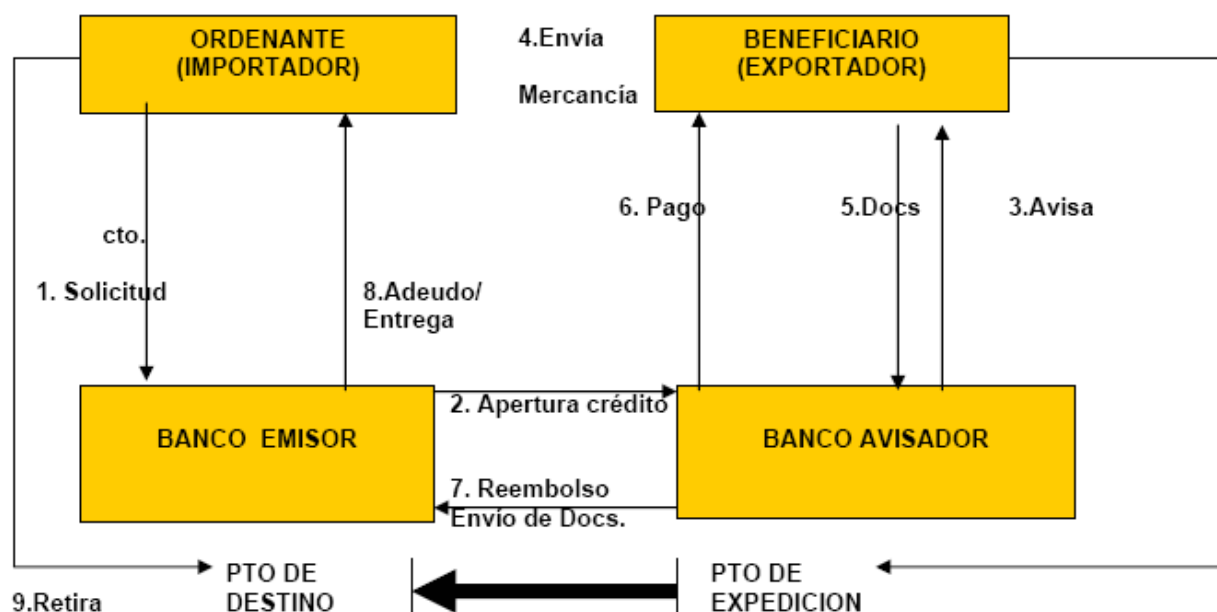 ORDENANTE
(IMPORTADOR)
4.Envía
Mercancía
BENEFICIARIO
(EXPORTADOR)
cto.
1. Solicitud
8.Adeudo/
Entrega
6. Pago
5.Docs
3.Avisa
BANCO EMISOR
2. Apertura crédito
BANCO AVISADOR
7. Reembolso
Envío de Docs.
9.Retira
PTO DE
DESTINO
PTO DE
EXPEDICION